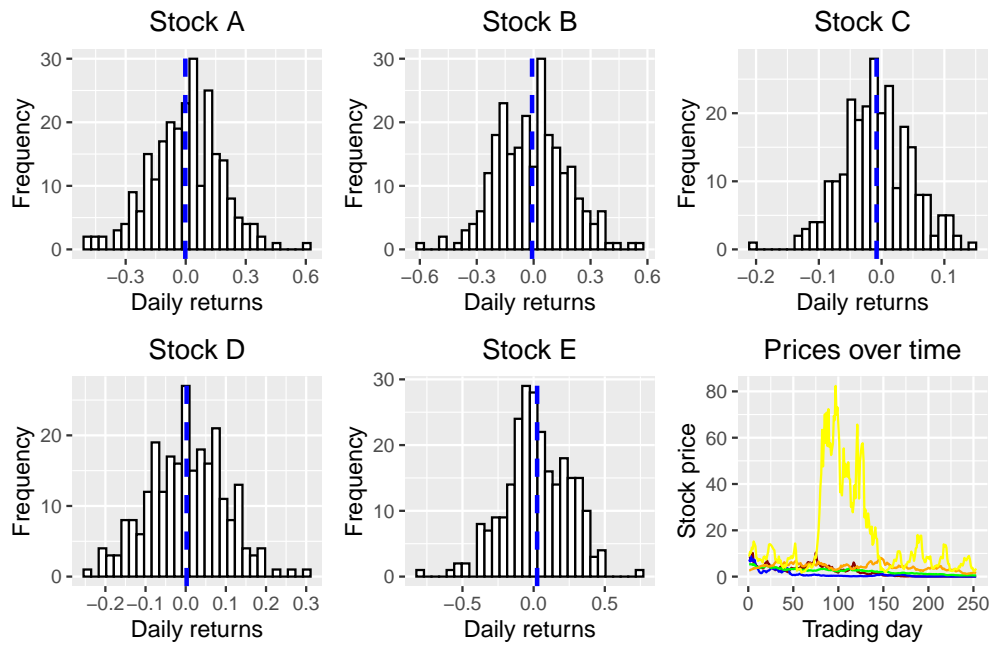 Stock A
30
20
10
0
Frequency
−0.3 0.0 0.3 0.6
Daily returns
Stock B
30
20
10
0
Frequency
−0.6 −0.3 0.0 0.3 0.6
Daily returns
Stock C
20
10
0
Frequency
−0.2 −0.1 0.0 0.1
Daily returns
Stock D
20
10
0
Frequency
−0.2 −0.1 0.0 0.1 0.2 0.3
Daily returns
Stock E
30
20
10
0
Frequency
−0.5 0.0 0.5
Daily returns
Prices over time
80
60
40
20
0
Stock price
0 50 100 150 200 250
Trading day